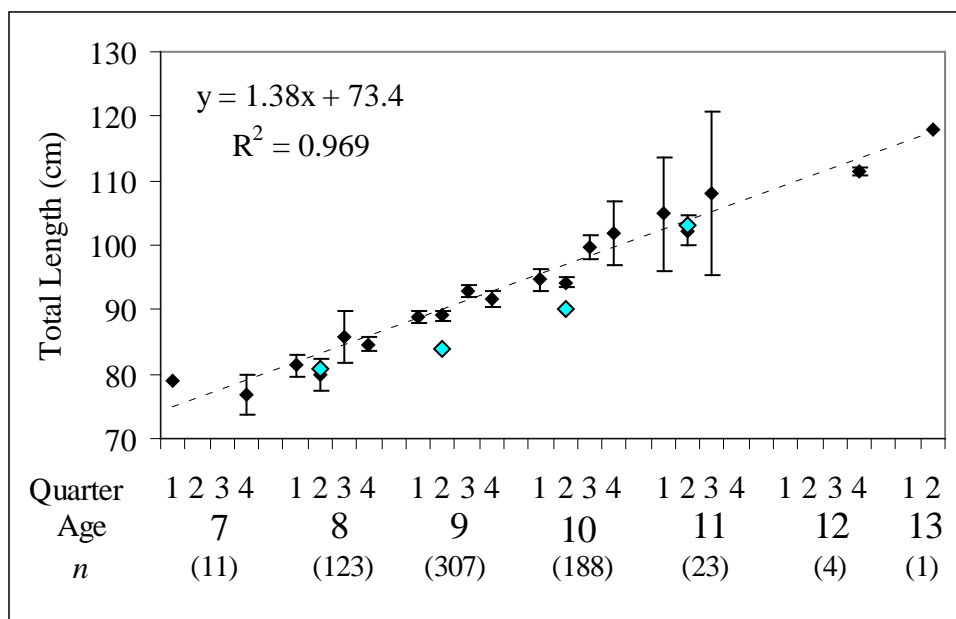 130
y = 1.38x + 73.4
120
R² = 0.969
110
100
90
80
70
Total Length (cm)
Quarter 1 2 3 4 1 2 3 4 1 2 3 4 1 2 3 4 1 2 3 4 1 2 3 4 1 2
Age 7 8 9 10 11 12 13
n (11) (123) (307) (188) (23) (4) (1)